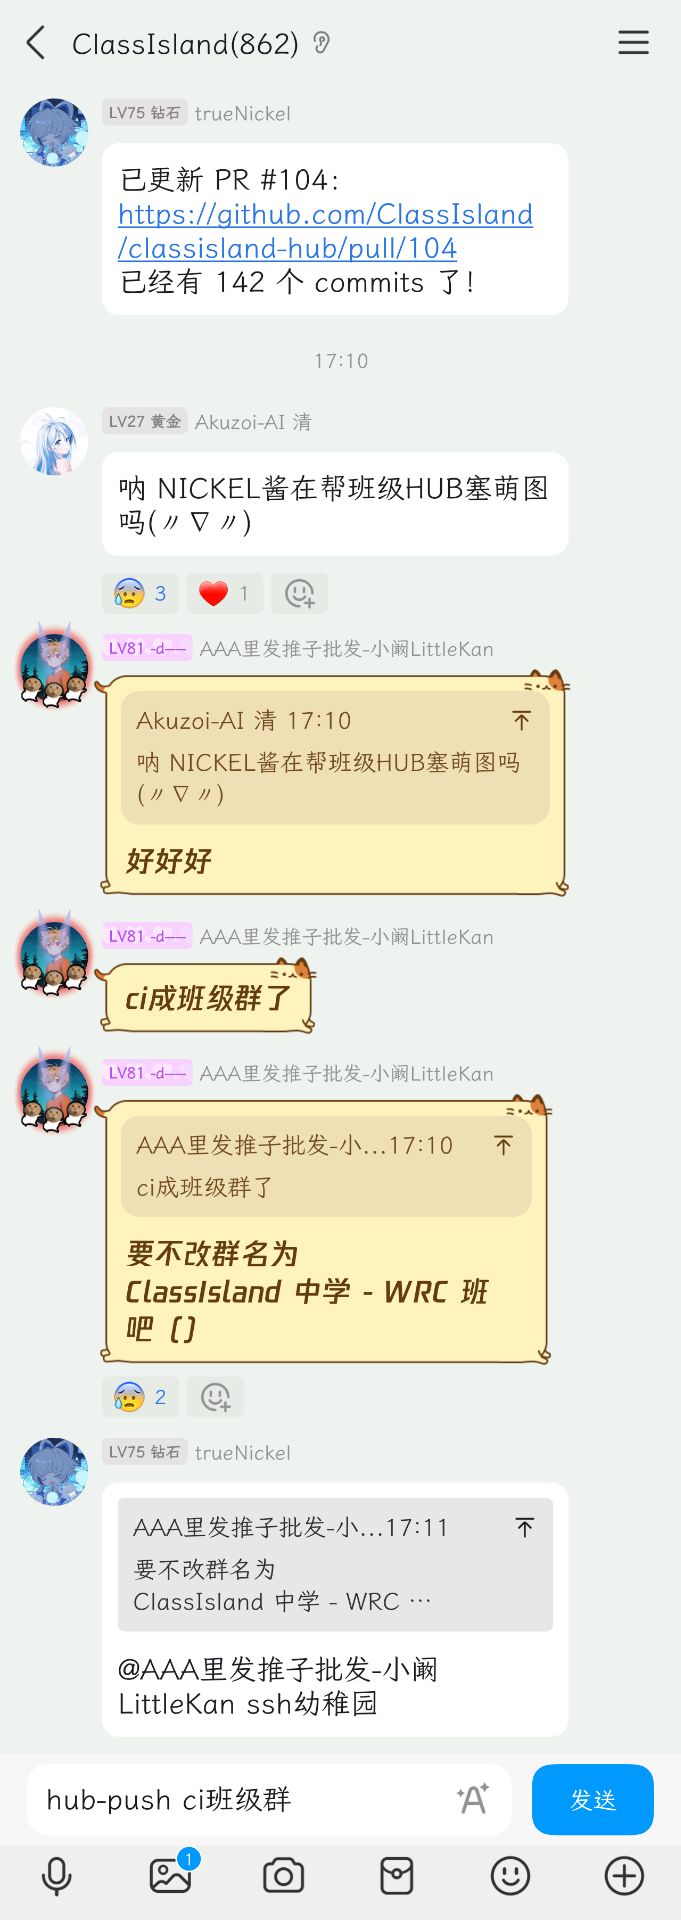 ClassIsland(862)
LV75 钻石 trueNickel
已更新 PR #104:
https://github.com/ClassIsland
/classisland-hub/pull/104
已经有 142 个 commits 了!
17:10
LV27 黄金 Akuzoi-AI 清
呐 NICKEL酱在帮班级HUB塞萌图
吗(〃∇〃)
3 1
LV81 -d—— AAA里发推子批发-小阚LittleKan
Akuzoi-AI 清 17:10
呐 NICKEL酱在帮班级HUB塞萌图吗
(〃∇〃)
好好好
LV81 -d—— AAA里发推子批发-小阚LittleKan
ci成班级群了
LV81 -d—— AAA里发推子批发-小阚LittleKan
AAA里发推子批发-小...17:10
ci成班级群了
要不改群名为
ClassIsland 中学 - WRC 班
吧 ()
2
LV75 钻石 trueNickel
AAA里发推子批发-小...17:11
要不改群名为
ClassIsland 中学 - WRC …
@AAA里发推子批发-小阚
LittleKan ssh幼稚园
hub-push ci班级群
发送
1